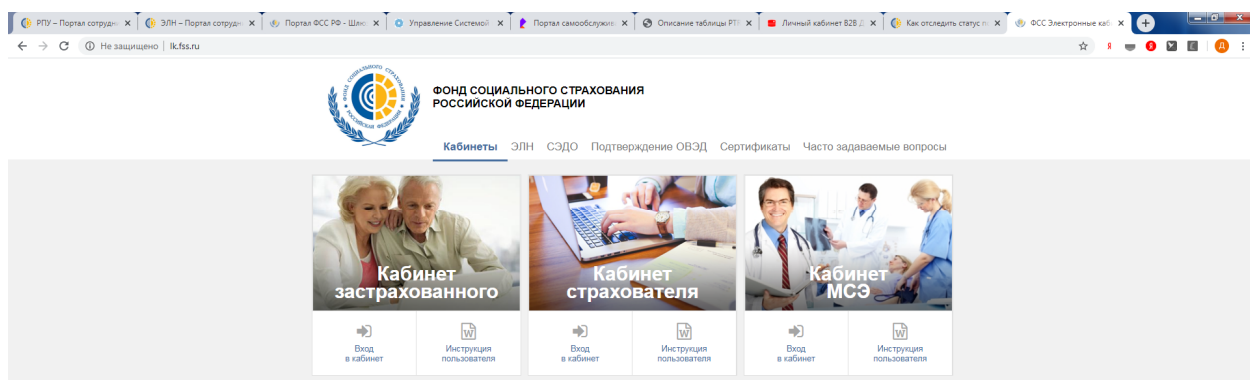 РПУ – Портал сотрудн
ЭЛН – Портал сотрудн
Портал ФСС РФ - Шлю
Управление Системой
Портал самообслужив
Описание таблицы РТ
Личный кабинет B2B Д
Как отследить статус п
ФСС Электронные каб
Не защищено | lk.fss.ru
ФОНД СОЦИАЛЬНОГО СТРАХОВАНИЯ
РОССИЙСКОЙ ФЕДЕРАЦИИ
Кабинеты ЭЛН СЭДО Подтверждение ОВЭД Сертификаты Часто задаваемые вопросы
Кабинет
застрахованного
Вход
в кабинет
Инструкция
пользователя
Кабинет
страхователя
Вход
в кабинет
Инструкция
пользователя
Кабинет
МСЭ
Вход
в кабинет
Инструкция
пользователя